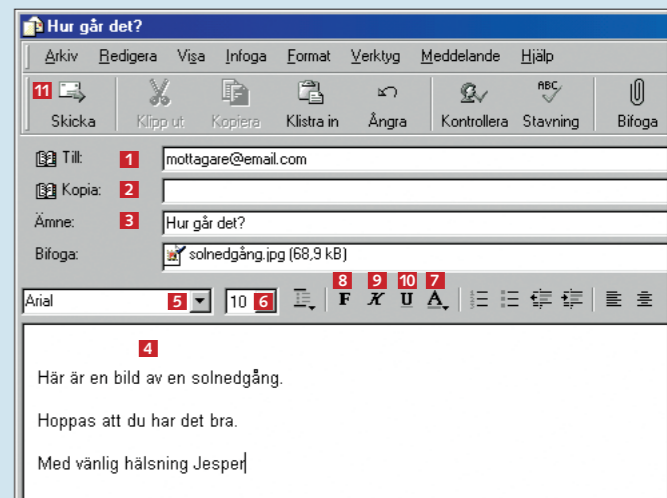 Hur går det?
Arkiv Redigera Visa Infoga Format Verktyg Meddelande Hjälp
11
ABC
Skicka Klipp ut Kopiera Klistra in Ångra Kontrollera Stavning Bifoga
Till: 1 mottagare@email.com
Kopia: 2
Ämne: 3 Hur går det?
Bifoga: solnedgång.jpg (68,9 kB)
8 9 10 7
Arial 5 10 6 F K U A
4
Här är en bild av en solnedgång.
Hoppas att du har det bra.
Med vänlig hälsning Jesper